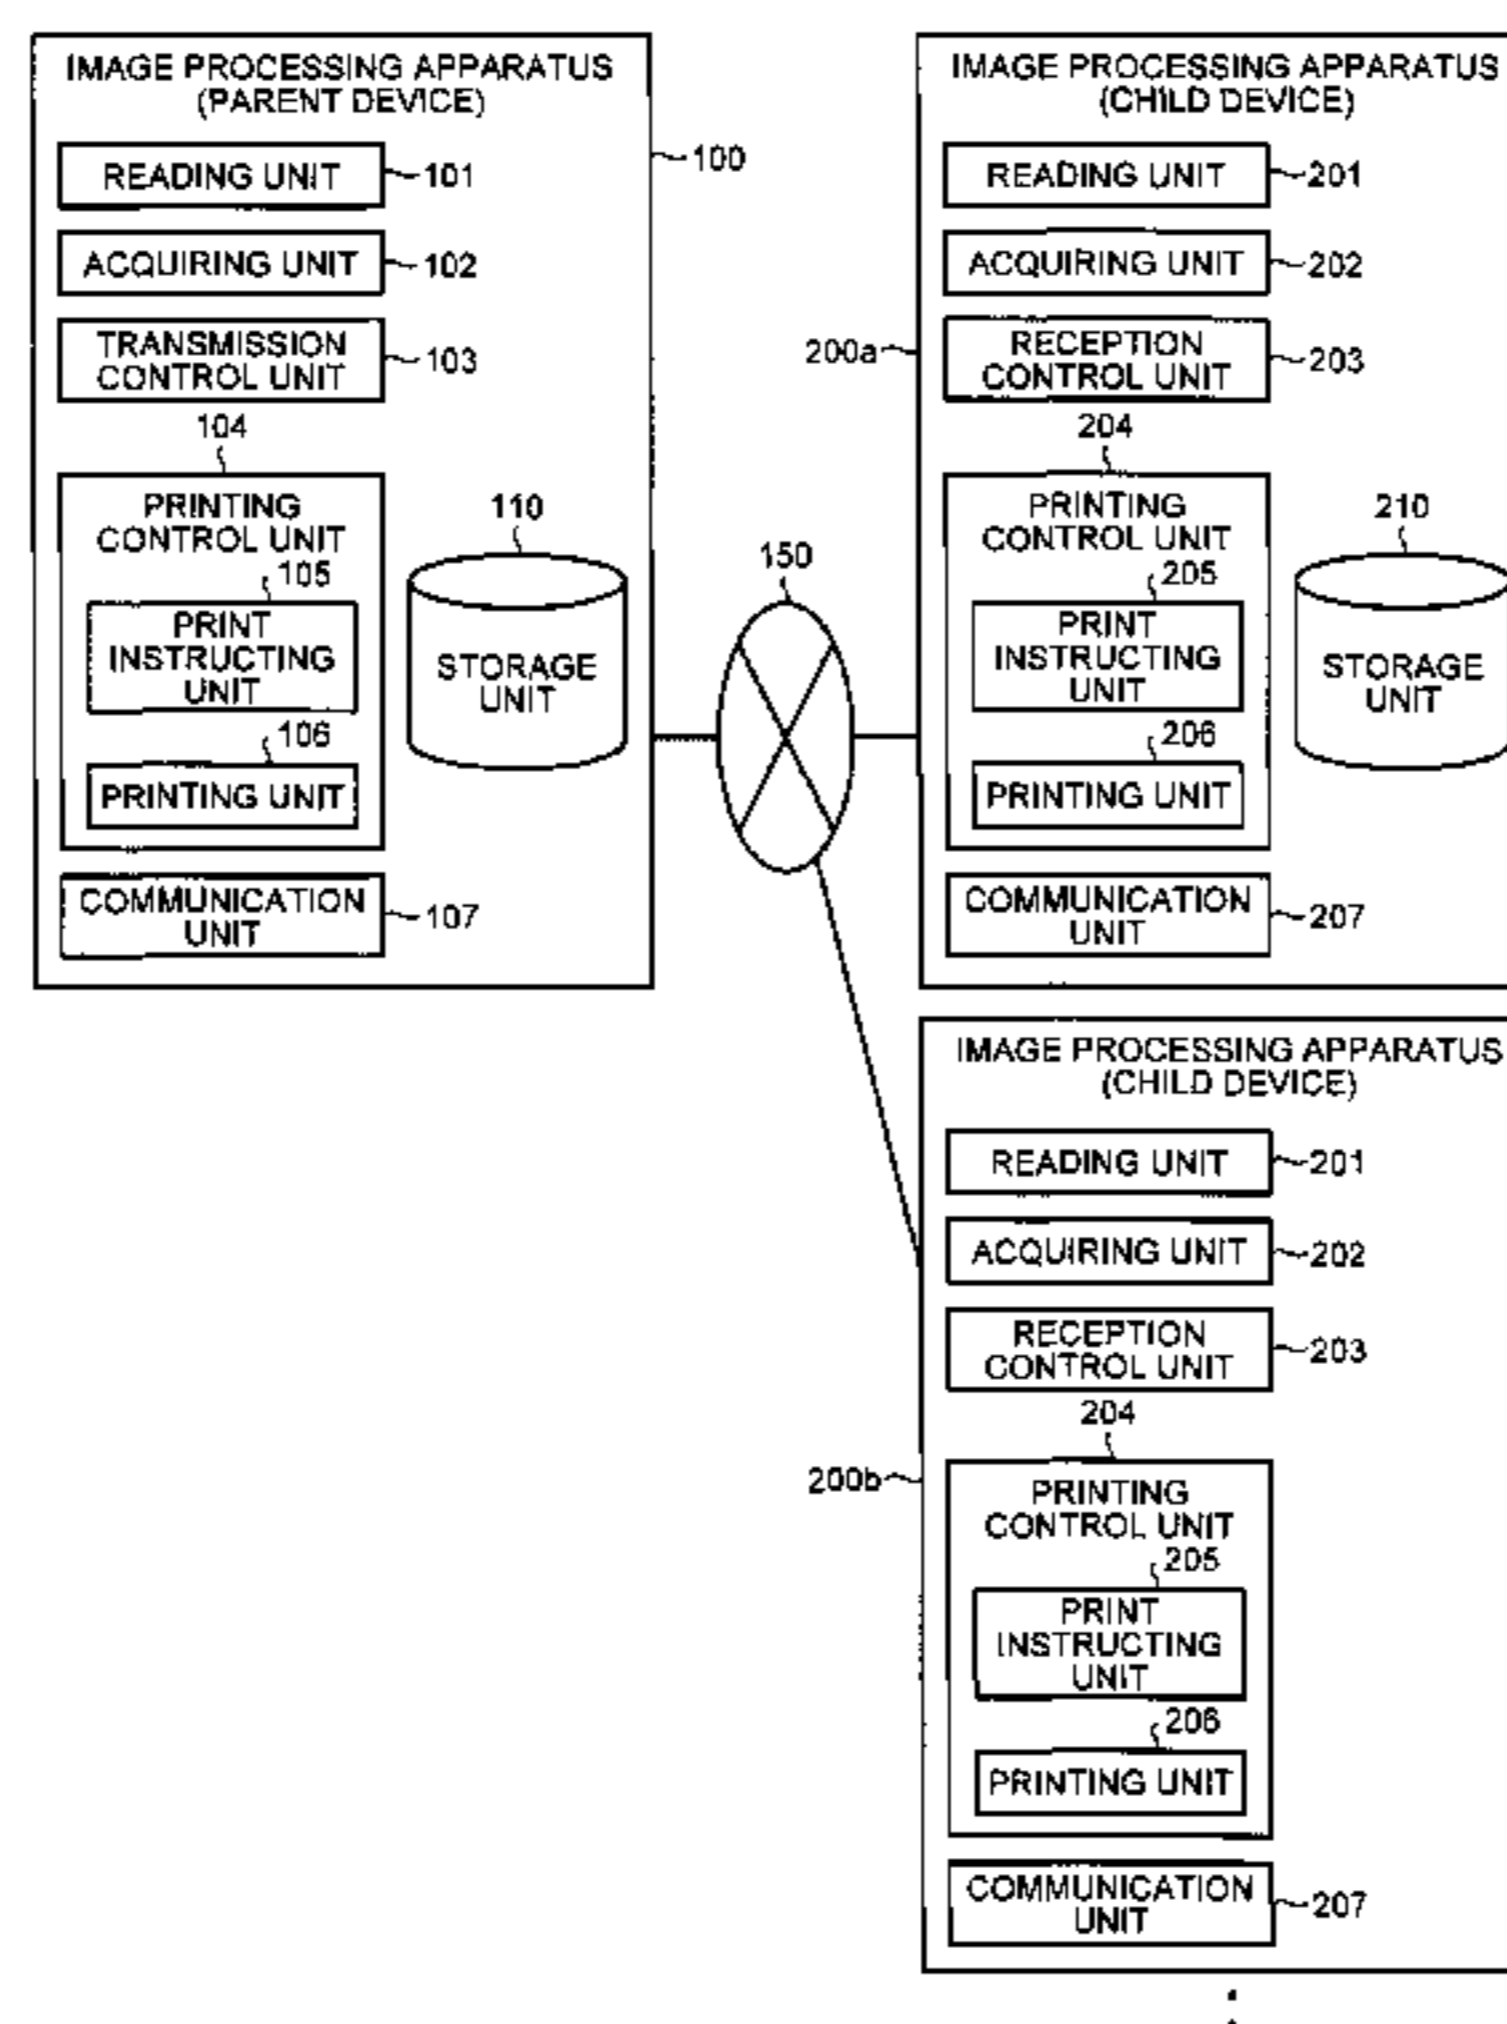 IMAGE PROCESSING APPARATUS
(PARENT DEVICE)
READING UNIT
101
100
ACQUIRING UNIT
102
TRANSMISSION
CONTROL UNIT
103
104
PRINTING
CONTROL UNIT
105
PRINT
INSTRUCTING
UNIT
106
PRINTING UNIT
110
STORAGE
UNIT
COMMUNICATION
UNIT
107
150
IMAGE PROCESSING APPARATUS
(CHILD DEVICE)
READING UNIT
201
ACQUIRING UNIT
202
200a
RECEPTION
CONTROL UNIT
203
204
PRINTING
CONTROL UNIT
205
PRINT
INSTRUCTING
UNIT
206
PRINTING UNIT
210
STORAGE
UNIT
COMMUNICATION
UNIT
207
IMAGE PROCESSING APPARATUS
(CHILD DEVICE)
READING UNIT
201
ACQUIRING UNIT
202
RECEPTION
CONTROL UNIT
203
204
200b
PRINTING
CONTROL UNIT
205
PRINT
INSTRUCTING
UNIT
206
PRINTING UNIT
COMMUNICATION
UNIT
207